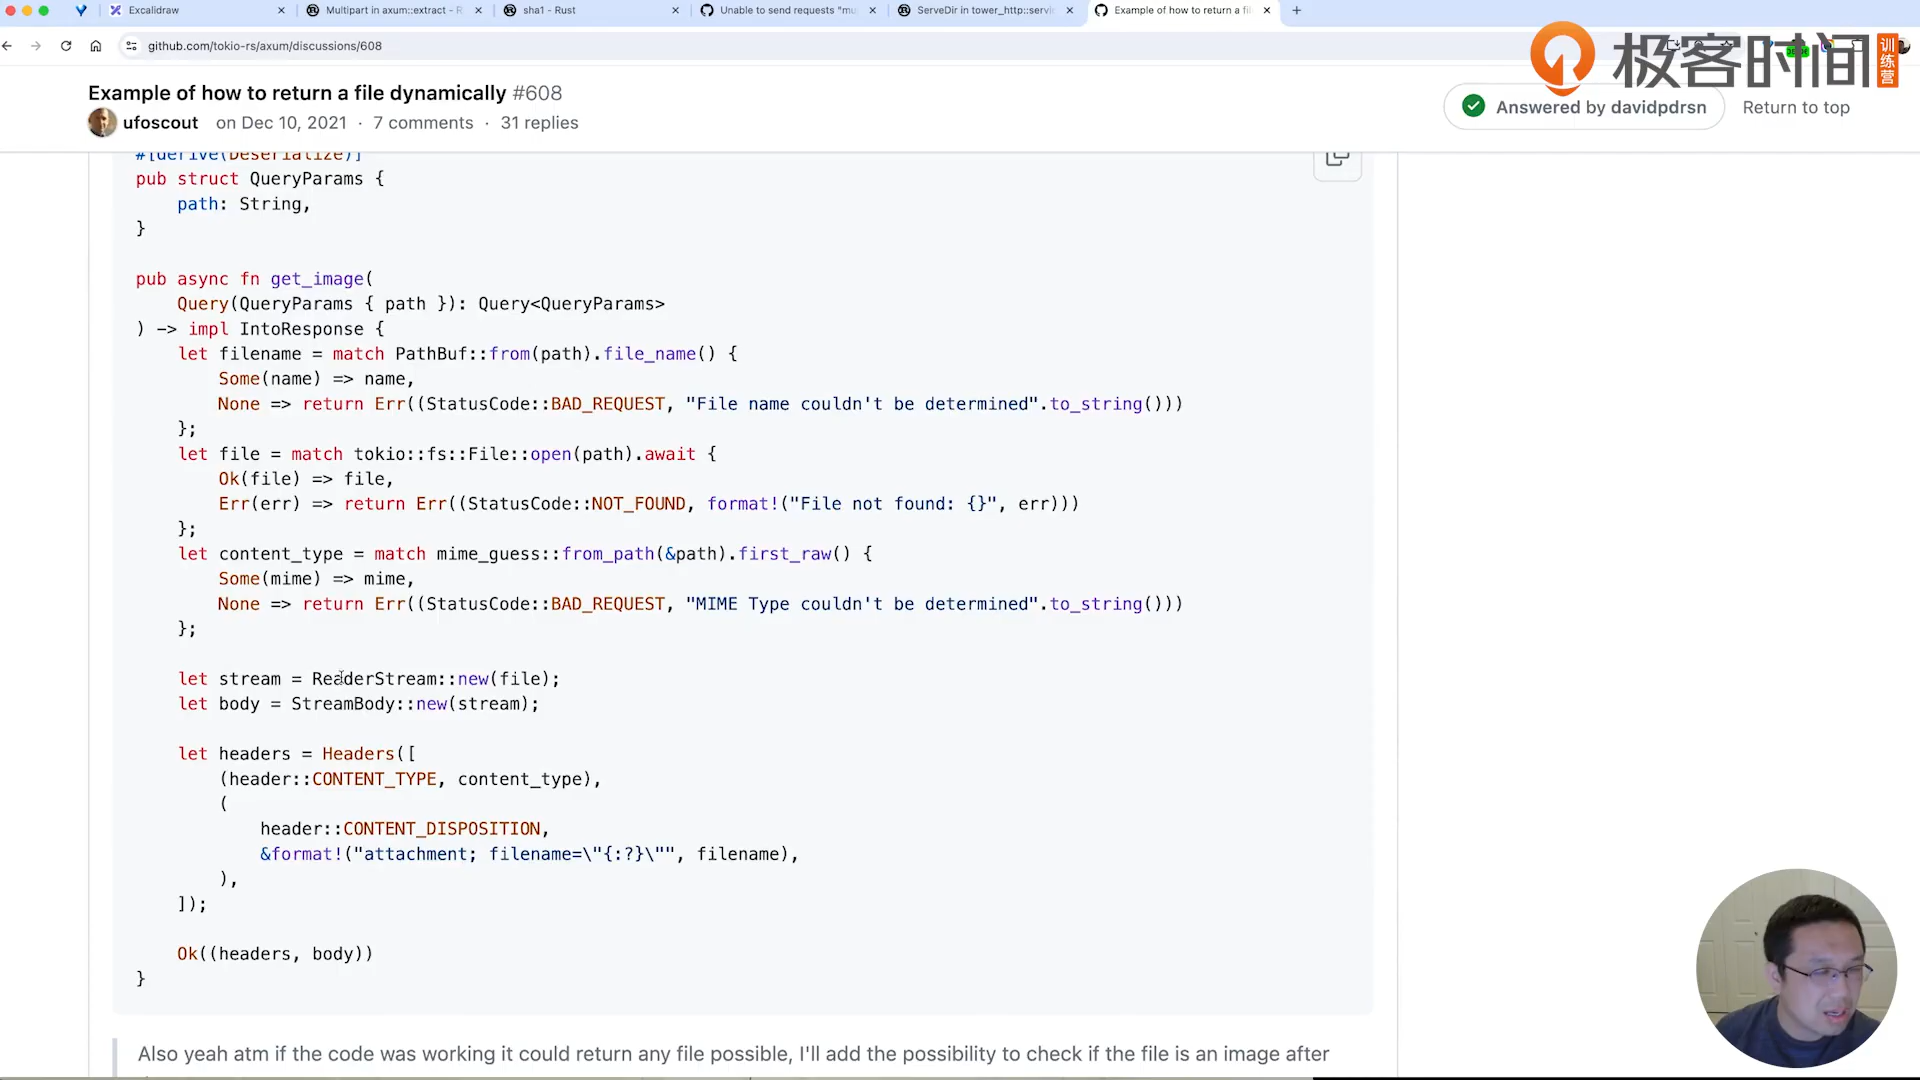 Excalidraw
Multipart in axum::extract - R
sha1 - Rust
Unable to send requests "mu
ServeDir in tower_http::servi
Example of how to return a fil
github.com/tokio-rs/axum/discussions/608
极客时间
训练营
Example of how to return a file dynamically #608
ufoscout on Dec 10, 2021 · 7 comments · 31 replies
Answered by davidpdrsn
Return to top
#[derive(Deserialize)]
pub struct QueryParams {
    path: String,
}
pub async fn get_image(
    Query(QueryParams { path }): Query<QueryParams>
) -> impl IntoResponse {
    let filename = match PathBuf::from(path).file_name() {
        Some(name) => name,
        None => return Err((StatusCode::BAD_REQUEST, "File name couldn't be determined".to_string()))
    };
    let file = match tokio::fs::File::open(path).await {
        Ok(file) => file,
        Err(err) => return Err((StatusCode::NOT_FOUND, format!("File not found: {}", err)))
    };
    let content_type = match mime_guess::from_path(&path).first_raw() {
        Some(mime) => mime,
        None => return Err((StatusCode::BAD_REQUEST, "MIME Type couldn't be determined".to_string()))
    };
    let stream = ReaderStream::new(file);
    let body = StreamBody::new(stream);
    let headers = Headers([
        (header::CONTENT_TYPE, content_type),
        (
            header::CONTENT_DISPOSITION,
            &format!("attachment; filename=\"{:?}\"", filename),
        ),
    ]);
    Ok((headers, body))
}
Also yeah atm if the code was working it could return any file possible, I'll add the possibility to check if the file is an image after